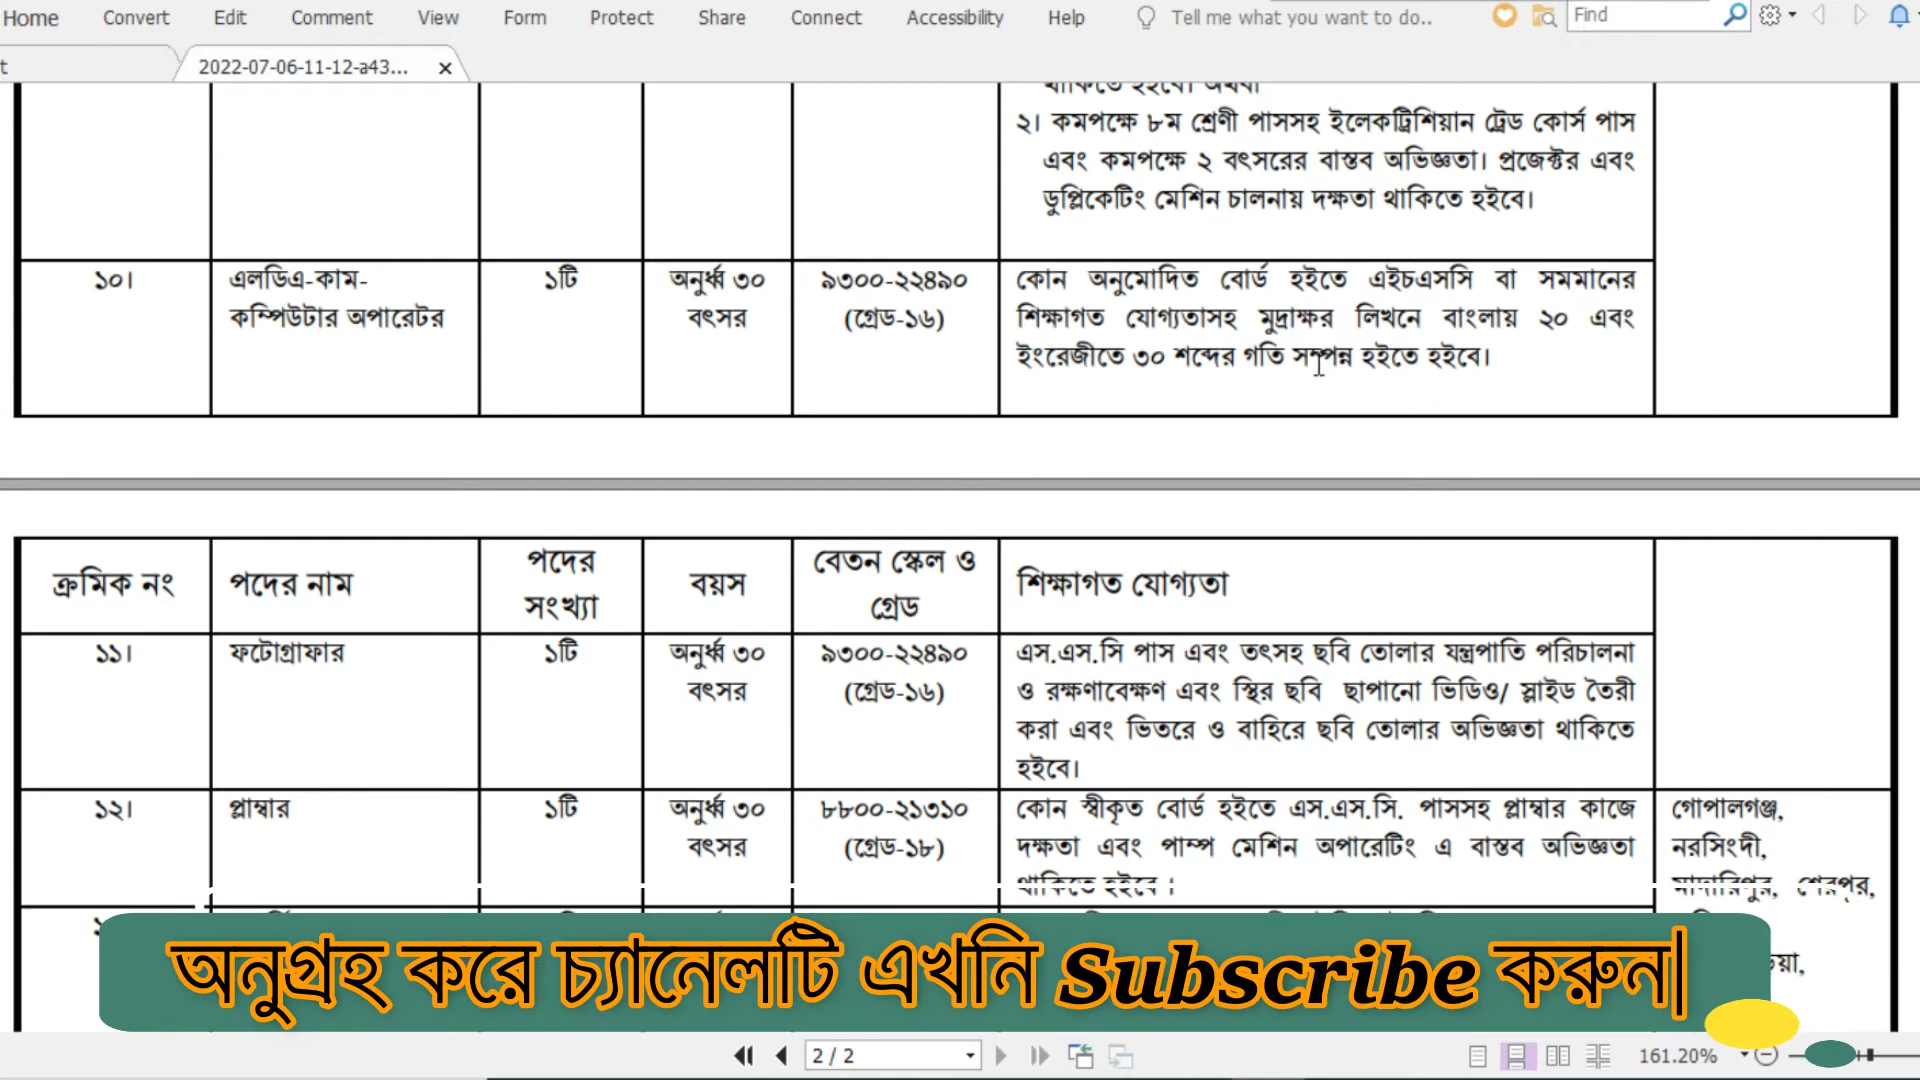 Home Convert Edit Comment View Form Protect Share Connect Accessibility Help Tell me what you want to do.. Find
t 2022-07-06-11-12-a43...
থাকিতে হইবে। অথবা
২। কমপক্ষে ৮ম শ্রেণী পাসসহ ইলেকট্রিশিয়ান ট্রেড কোর্স পাস
এবং কমপক্ষে ২ বৎসরের বাস্তব অভিজ্ঞতা। প্রজেক্টর এবং
ডুপ্লিকেটিং মেশিন চালনায় দক্ষতা থাকিতে হইবে।
১০। এলডিএ-কাম- ১টি অনুর্ধ্ব ৩০ ৯৩০০-২২৪৯০ কোন অনুমোদিত বোর্ড হইতে এইচএসসি বা সমমানের
কম্পিউটার অপারেটর বৎসর (গ্রেড-১৬) শিক্ষাগত যোগ্যতাসহ মুদ্রাক্ষর লিখনে বাংলায় ২০ এবং
ইংরেজীতে ৩০ শব্দের গতি সম্পন্ন হইতে হইবে।
ক্রমিক নং পদের নাম পদের সংখ্যা বয়স বেতন স্কেল ও গ্রেড শিক্ষাগত যোগ্যতা
১১। ফটোগ্রাফার ১টি অনুর্ধ্ব ৩০ ৯৩০০-২২৪৯০ এস.এস.সি পাস এবং তৎসহ ছবি তোলার যন্ত্রপাতি পরিচালনা
বৎসর (গ্রেড-১৬) ও রক্ষণাবেক্ষণ এবং স্থির ছবি ছাপানো ভিডিও/ স্লাইড তৈরী
করা এবং ভিতরে ও বাহিরে ছবি তোলার অভিজ্ঞতা থাকিতে
হইবে।
১২। প্লাম্বার ১টি অনুর্ধ্ব ৩০ ৮৮০০-২১৩১০ কোন স্বীকৃত বোর্ড হইতে এস.এস.সি. পাসসহ প্লাম্বার কাজে গোপালগঞ্জ,
বৎসর (গ্রেড-১৮) দক্ষতা এবং পাম্প মেশিন অপারেটিং এ বাস্তব অভিজ্ঞতা নরসিংদী,
থাকিতে হইবে । মাদারিপুর, শেরপুর,
অনুগ্রহ করে চ্যানেলটি এখনি Subscribe করুন|
2 / 2 161.20%